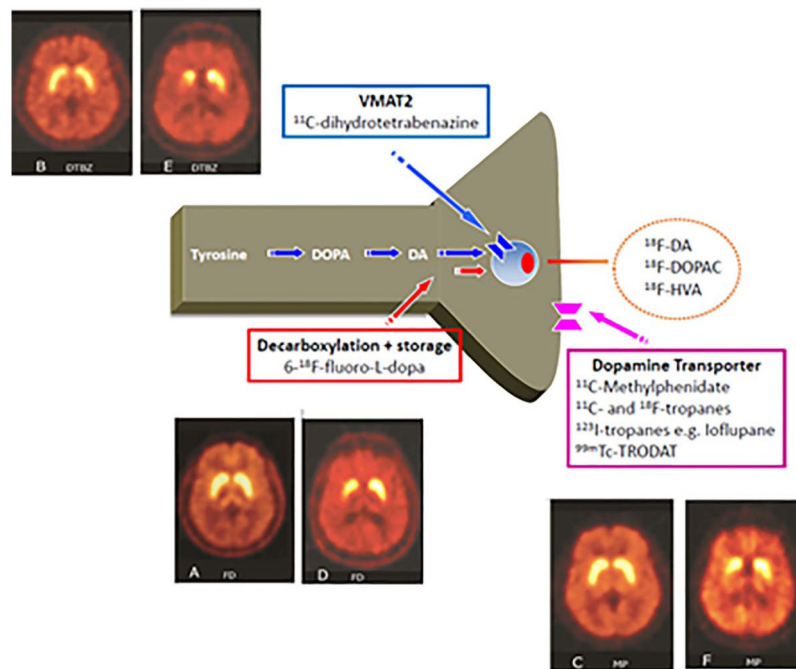 B DTBZ
E DTBZ
VMAT2
¹¹C-dihydrotetrabenazine
Tyrosine
DOPA
DA
¹⁸F-DA
¹⁸F-DOPAC
¹⁸F-HVA
Decarboxylation + storage
6-¹⁸F-fluoro-L-dopa
Dopamine Transporter
¹¹C-Methylphenidate
¹¹C- and ¹⁸F-tropanes
¹²³I-tropanes e.g. Ioflupane
⁹⁹ᵐTc-TRODAT
A FD
D FD
C MP
F MP